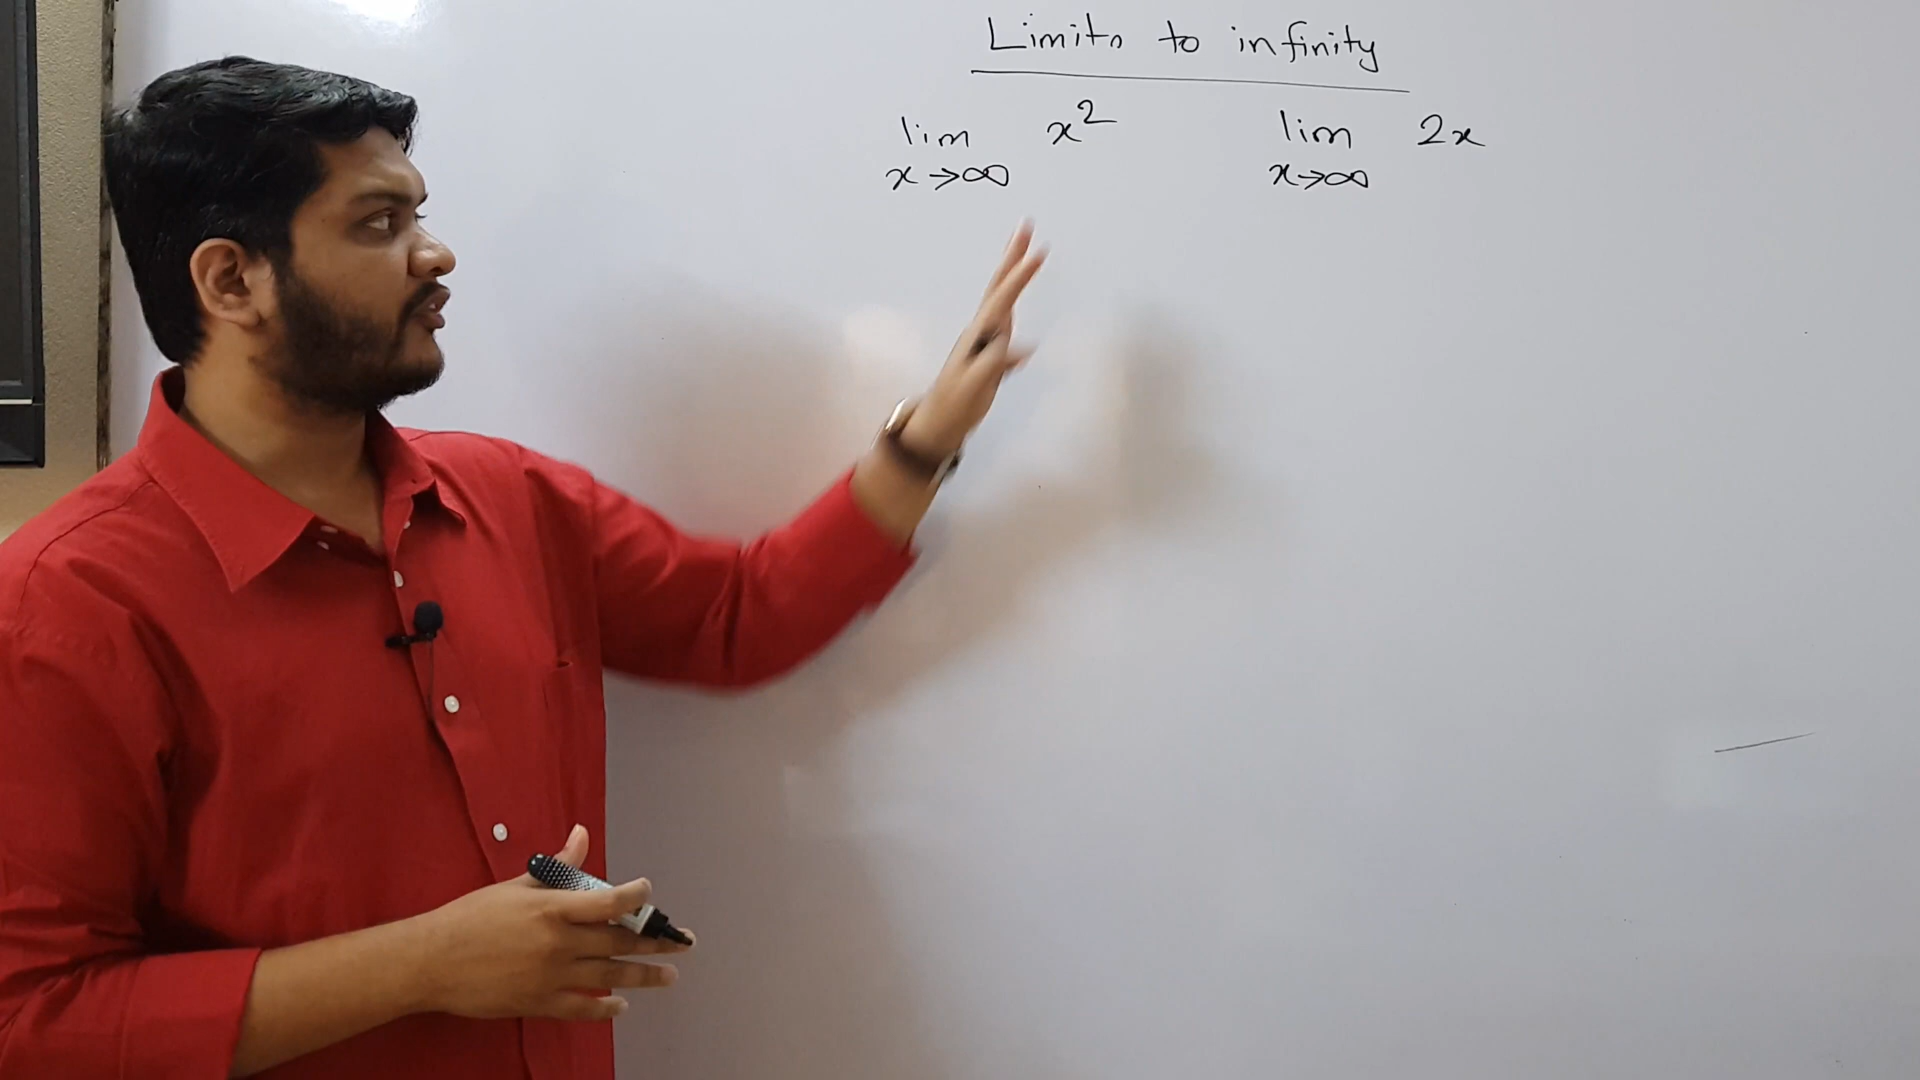 Limits to infinity
lim x² lim 2x
x→∞ x→∞